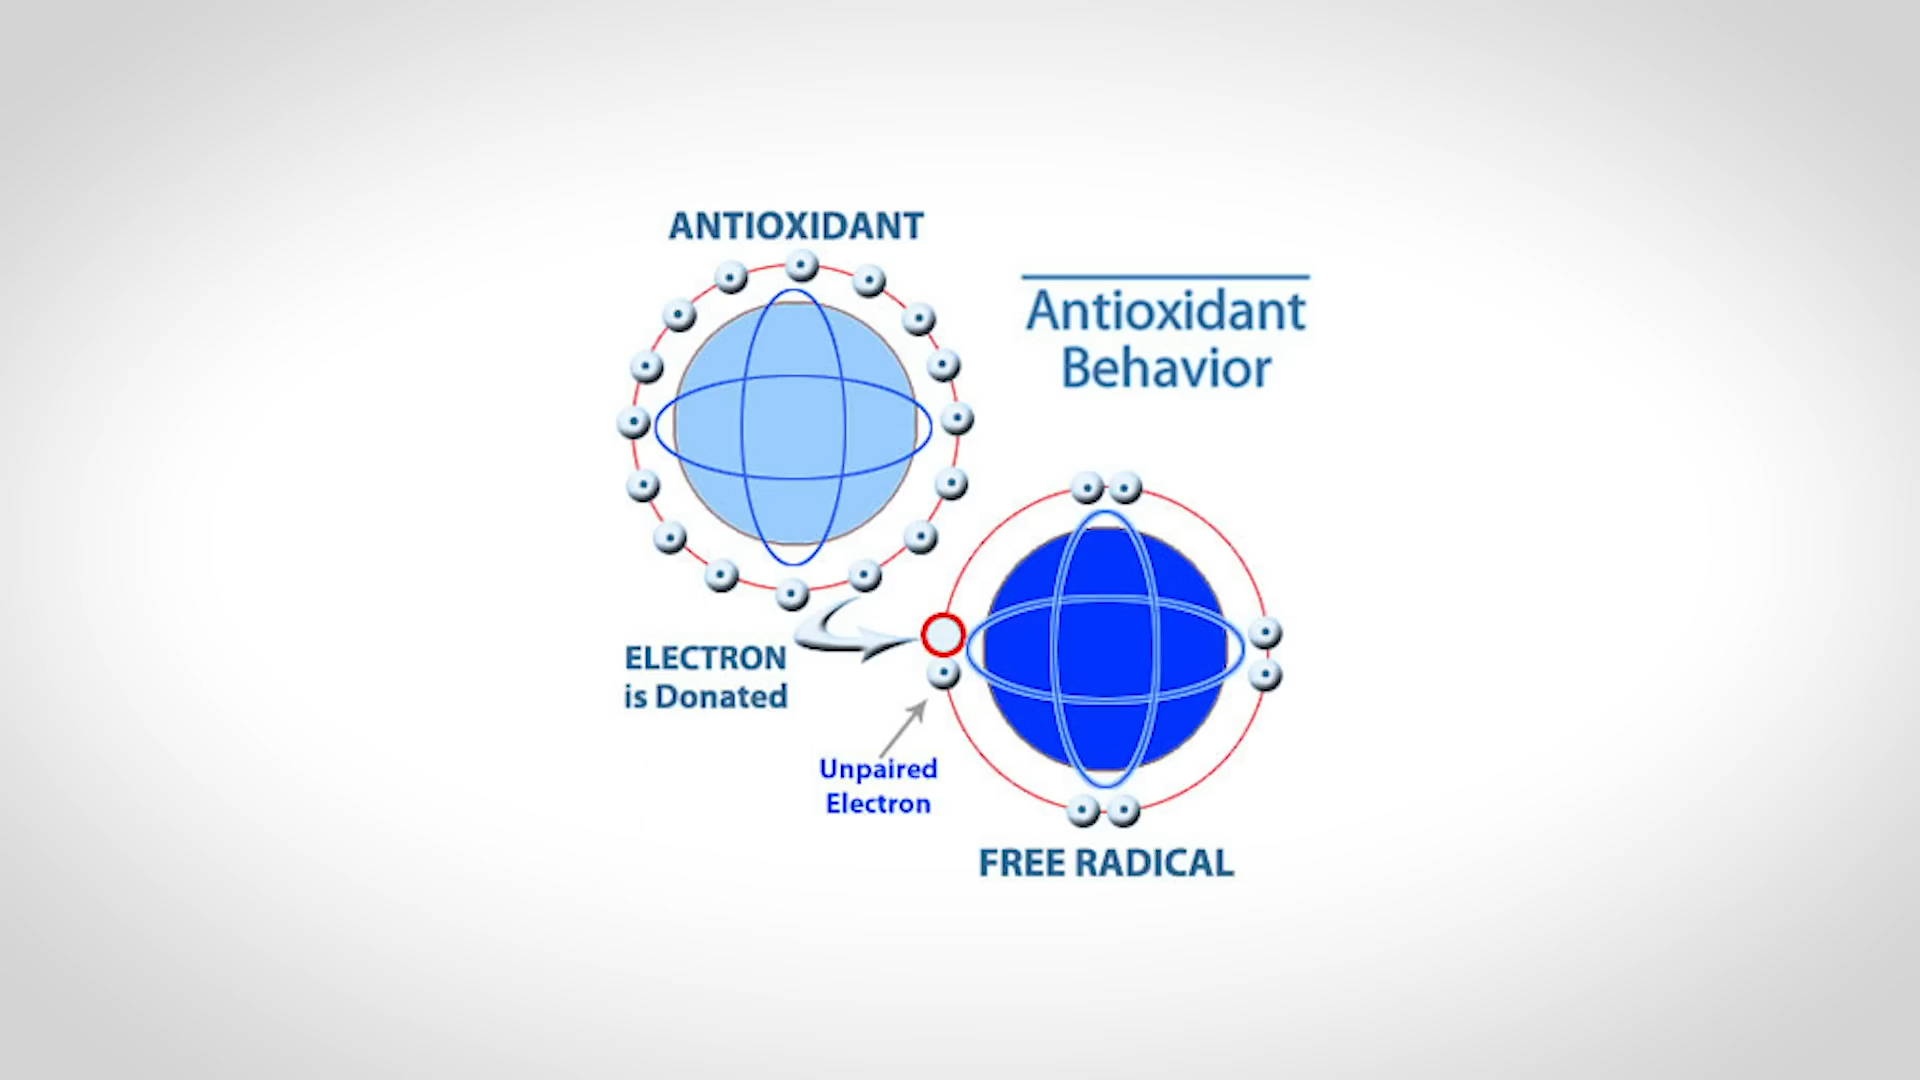 ANTIOXIDANT
Antioxidant
Behavior
ELECTRON
is Donated
Unpaired
Electron
FREE RADICAL